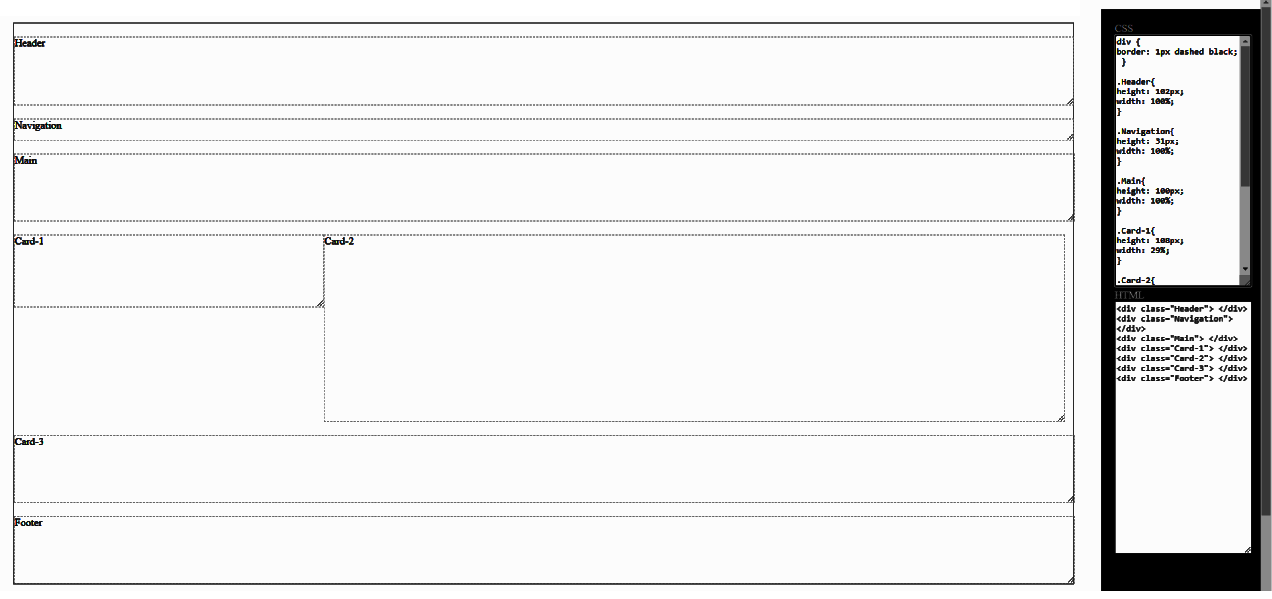 Header
Navigation
Main
Card-1
Card-2
Card-3
Footer
CSS
div {
border: 1px dashed black;
}
.Header{
height: 102px;
width: 100%;
}
.Navigation{
height: 31px;
width: 100%;
}
.Main{
height: 100px;
width: 100%;
}
.Card-1{
height: 108px;
width: 29%;
}
.Card-2{
HTML
<div class="Header"> </div>
<div class="Navigation">
</div>
<div class="Main"> </div>
<div class="Card-1"> </div>
<div class="Card-2"> </div>
<div class="Card-3"> </div>
<div class="Footer"> </div>